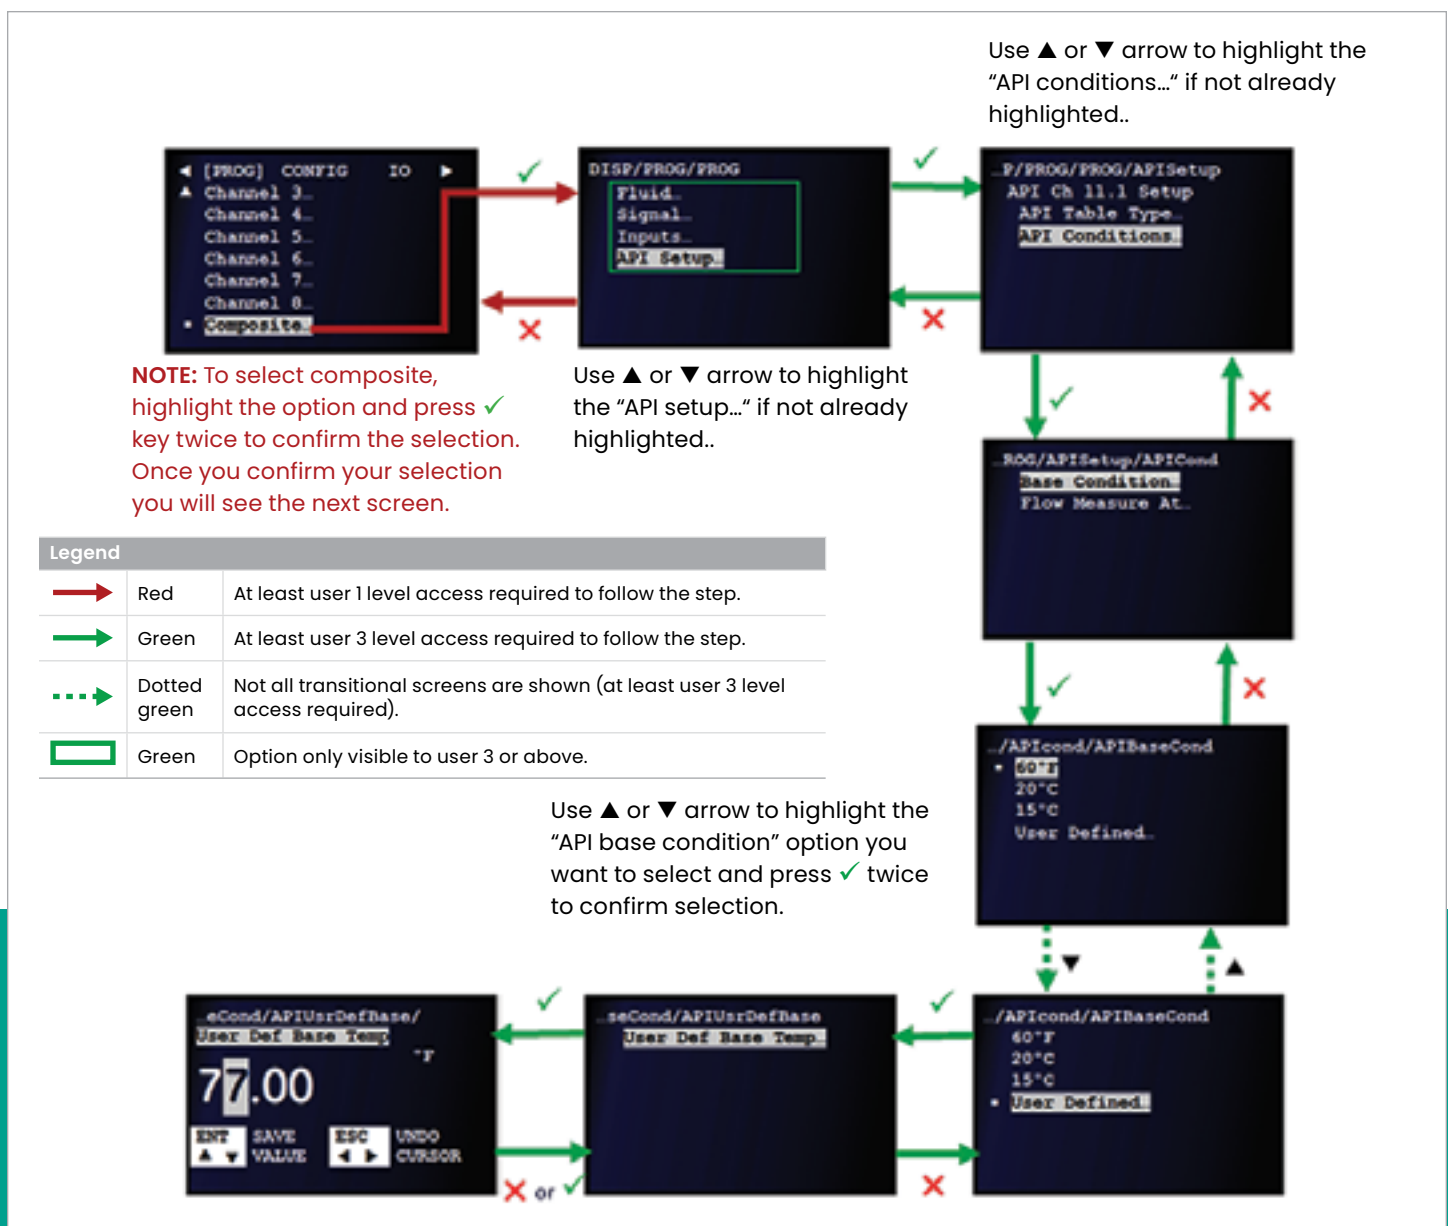 Use ▲ or ▼ arrow to highlight the
“API conditions...“ if not already
highlighted..
◀ [PROG] CONFIG IO ▶
▲ Channel 3…
Channel 4…
Channel 5…
Channel 6…
Channel 7…
Channel 8…
Composite…
✓
✕
DISP/PROG/PROG
Fluid…
Signal…
Inputs…
API Setup…
✓
✕
…P/PROG/PROG/APISetup
API Ch 11.1 Setup
API Table Type…
API Conditions…
NOTE: To select composite,
highlight the option and press ✓
key twice to confirm the selection.
Once you confirm your selection
you will see the next screen.
Use ▲ or ▼ arrow to highlight
the “API setup...“ if not already
highlighted..
✓
✕
…ROG/APISetup/APICond
Base Condition…
Flow Measure At…
Legend
Red At least user 1 level access required to follow the step.
Green At least user 3 level access required to follow the step.
Dotted
green
Not all transitional screens are shown (at least user 3 level
access required).
Green Option only visible to user 3 or above.
✓
✕
…/APIcond/APIBaseCond
60°F
20°C
15°C
User Defined…
Use ▲ or ▼ arrow to highlight the
“API base condition” option you
want to select and press ✓ twice
to confirm selection.
▼
▲
…eCond/APIUsrDefBase/
User Def Base Temp
°F
77.00
ENT SAVE ESC UNDO
▲ ▼ VALUE ◀ ▶ CURSOR
✓
✕ or ✓
…seCond/APIUsrDefBase
User Def Base Temp…
✓
✕
…/APIcond/APIBaseCond
60°F
20°C
15°C
User Defined…